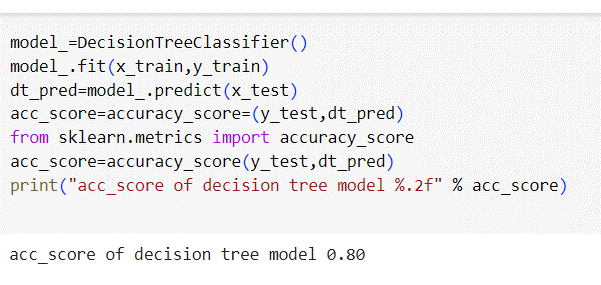 model_=DecisionTreeClassifier()
model_.fit(x_train,y_train)
dt_pred=model_.predict(x_test)
acc_score=accuracy_score=(y_test,dt_pred)
from sklearn.metrics import accuracy_score
acc_score=accuracy_score(y_test,dt_pred)
print("acc_score of decision tree model %.2f" % acc_score)
acc_score of decision tree model 0.80